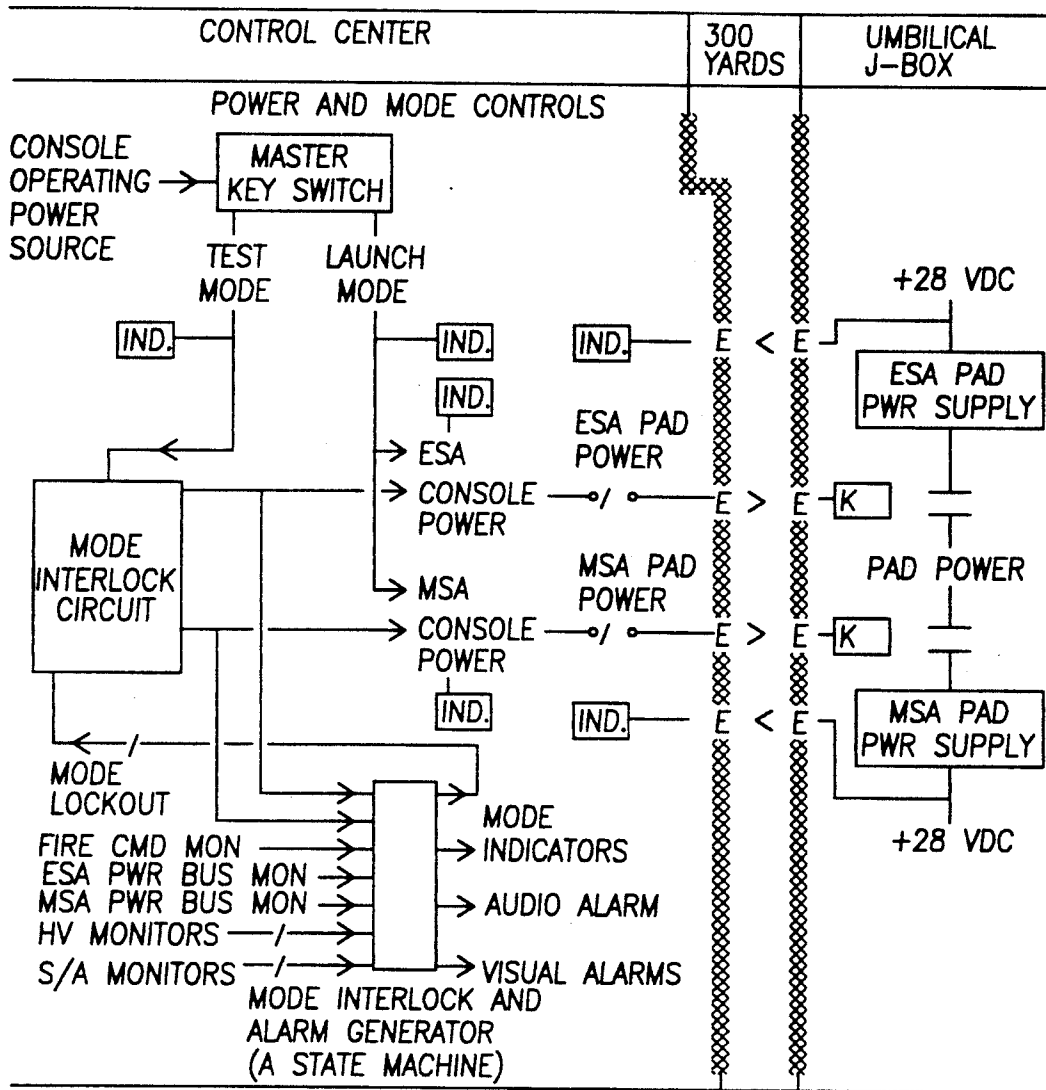 CONTROL CENTER
300
YARDS
UMBILICAL
J-BOX
POWER AND MODE CONTROLS
CONSOLE
OPERATING
POWER
SOURCE
MASTER
KEY SWITCH
TEST
MODE
LAUNCH
MODE
+28 VDC
IND.
IND.
IND.
E < E
ESA PAD
PWR SUPPLY
IND.
ESA PAD
POWER
ESA
CONSOLE
POWER
E > E
K
MODE
INTERLOCK
CIRCUIT
PAD POWER
MSA PAD
POWER
MSA
CONSOLE
POWER
E > E
K
IND.
IND.
E < E
MSA PAD
PWR SUPPLY
MODE
LOCKOUT
MODE
INDICATORS
+28 VDC
FIRE CMD MON
ESA PWR BUS MON
MSA PWR BUS MON
HV MONITORS
S/A MONITORS
AUDIO ALARM
VISUAL ALARMS
MODE INTERLOCK AND
ALARM GENERATOR
(A STATE MACHINE)